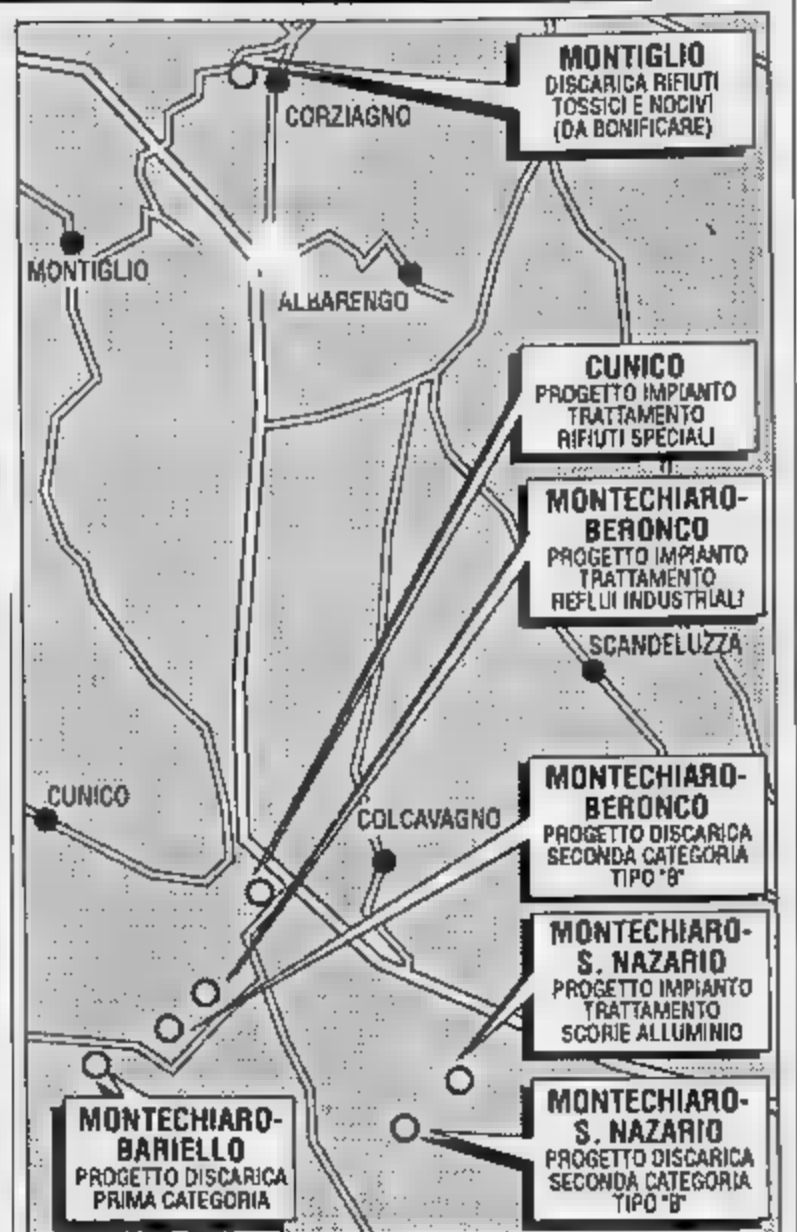 MONTIGLIO
DISCARICA RIFIUTI
TOSSICI E NOCIVI
(DA BONIFICARE)
CORZIAGNO
MONTIGLIO
ALBARENGO
CUNICO
PROGETTO IMPIANTO
TRATTAMENTO
RIFIUTI SPECIALI
MONTECHIARO-
BERONCO
PROGETTO IMPIANTO
TRATTAMENTO
REFLUI INDUSTRIALI
SCANDELUZZA
MONTECHIARO-
BERONCO
PROGETTO DISCARICA
SECONDA CATEGORIA
TIPO "B"
CUNICO
COLCAVAGNO
MONTECHIARO-
S. NAZARIO
PROGETTO IMPIANTO
TRATTAMENTO
SCORIE ALLUMINIO
MONTECHIARO-
BARIELLO
PROGETTO DISCARICA
PRIMA CATEGORIA
MONTECHIARO-
S. NAZARIO
PROGETTO DISCARICA
SECONDA CATEGORIA
TIPO "B"